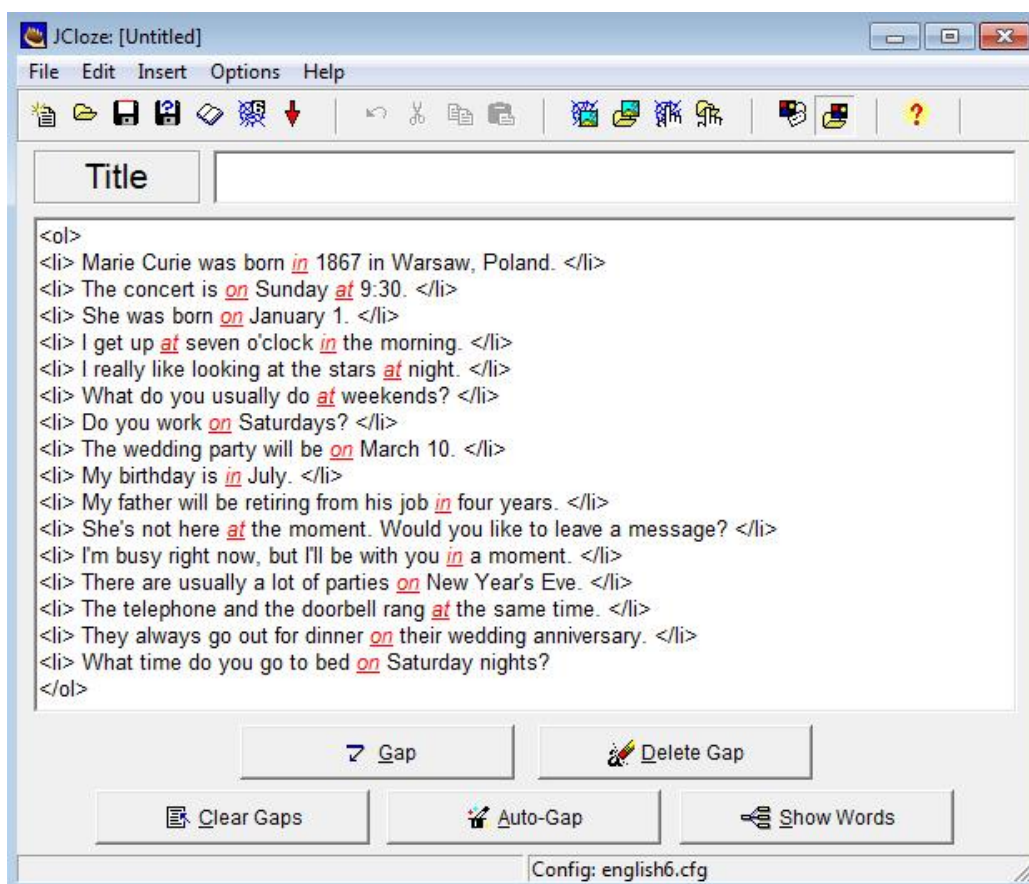 JCloze: [Untitled]
File Edit Insert Options Help
Title
<ol>
<li> Marie Curie was born in 1867 in Warsaw, Poland. </li>
<li> The concert is on Sunday at 9:30. </li>
<li> She was born on January 1. </li>
<li> I get up at seven o'clock in the morning. </li>
<li> I really like looking at the stars at night. </li>
<li> What do you usually do at weekends? </li>
<li> Do you work on Saturdays? </li>
<li> The wedding party will be on March 10. </li>
<li> My birthday is in July. </li>
<li> My father will be retiring from his job in four years. </li>
<li> She's not here at the moment. Would you like to leave a message? </li>
<li> I'm busy right now, but I'll be with you in a moment. </li>
<li> There are usually a lot of parties on New Year's Eve. </li>
<li> The telephone and the doorbell rang at the same time. </li>
<li> They always go out for dinner on their wedding anniversary. </li>
<li> What time do you go to bed on Saturday nights?
</ol>
Gap Delete Gap
Clear Gaps Auto-Gap Show Words
Config: english6.cfg